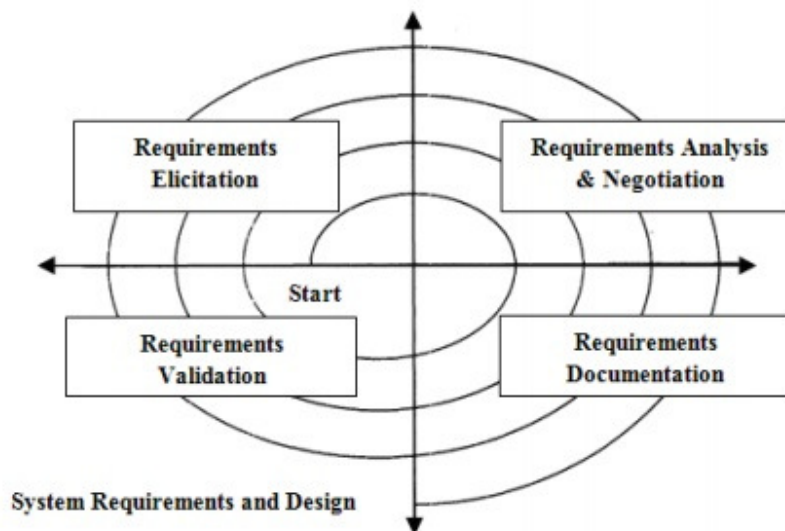 Requirements
Elicitation
Requirements Analysis
& Negotiation
Start
Requirements
Validation
Requirements
Documentation
System Requirements and Design